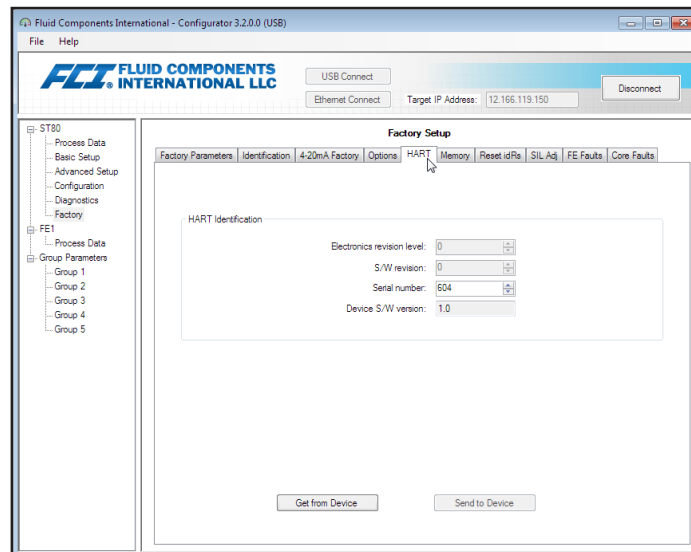 Fluid Components International - Configurator 3.2.0.0 (USB)
File Help
FCI FLUID COMPONENTS
® INTERNATIONAL LLC
USB Connect
Ethernet Connect
Target IP Address: 12.166.119.150
Disconnect
ST80
Process Data
Basic Setup
Advanced Setup
Configuration
Diagnostics
Factory
FE1
Process Data
Group Parameters
Group 1
Group 2
Group 3
Group 4
Group 5
Factory Setup
Factory Parameters Identification 4-20mA Factory Options HART Memory Reset idRs SIL Adj FE Faults Core Faults
HART Identification
Electronics revision level: 0
S/W revision: 0
Serial number: 604
Device S/W version: 1.0
Get from Device Send to Device